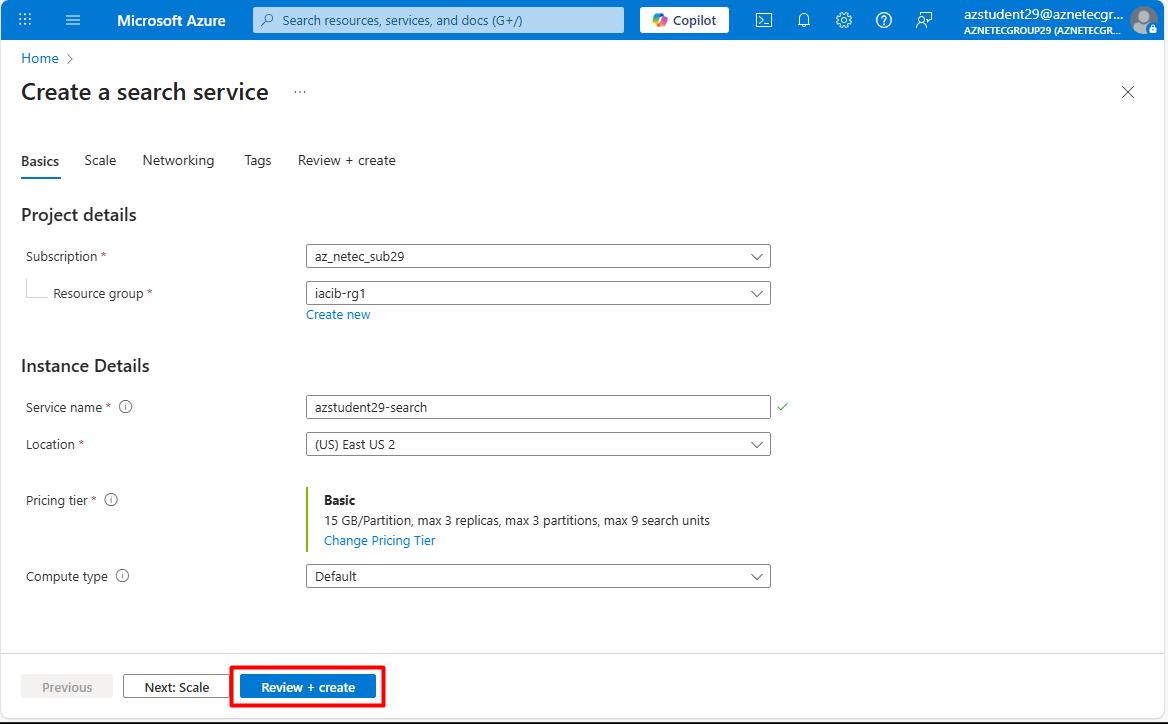 Microsoft Azure
Search resources, services, and docs (G+/)
Copilot
azstudent29@aznetecgr...
AZNETECGROUP29 (AZNETECGR...
Home
Create a search service
...
Basics Scale Networking Tags Review + create
Project details
Subscription * az_netec_sub29
Resource group * iacib-rg1
Create new
Instance Details
Service name * azstudent29-search
Location * (US) East US 2
Pricing tier * Basic
15 GB/Partition, max 3 replicas, max 3 partitions, max 9 search units
Change Pricing Tier
Compute type Default
Previous Next: Scale Review + create